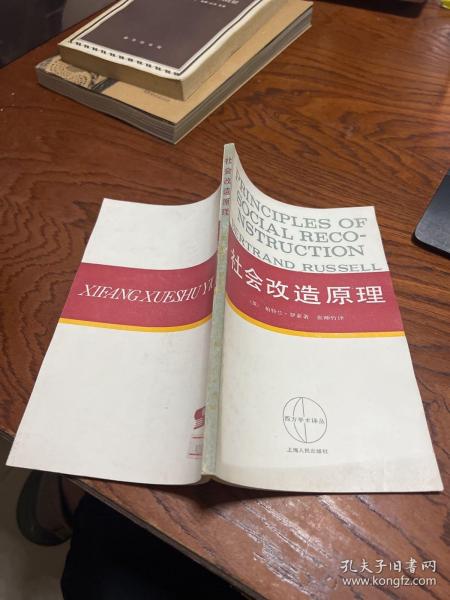 社会改造原理
PRINCIPLES OF
SOCIAL RECO-
NSTRUCTION
BERTRAND RUSSELL
社会改造原理
〔英〕帕特兰·罗素著 张师竹译
西方学术译丛
上海人民出版社
XIFANG XUESHU YI
孔夫子旧书网
www.kongfz.com